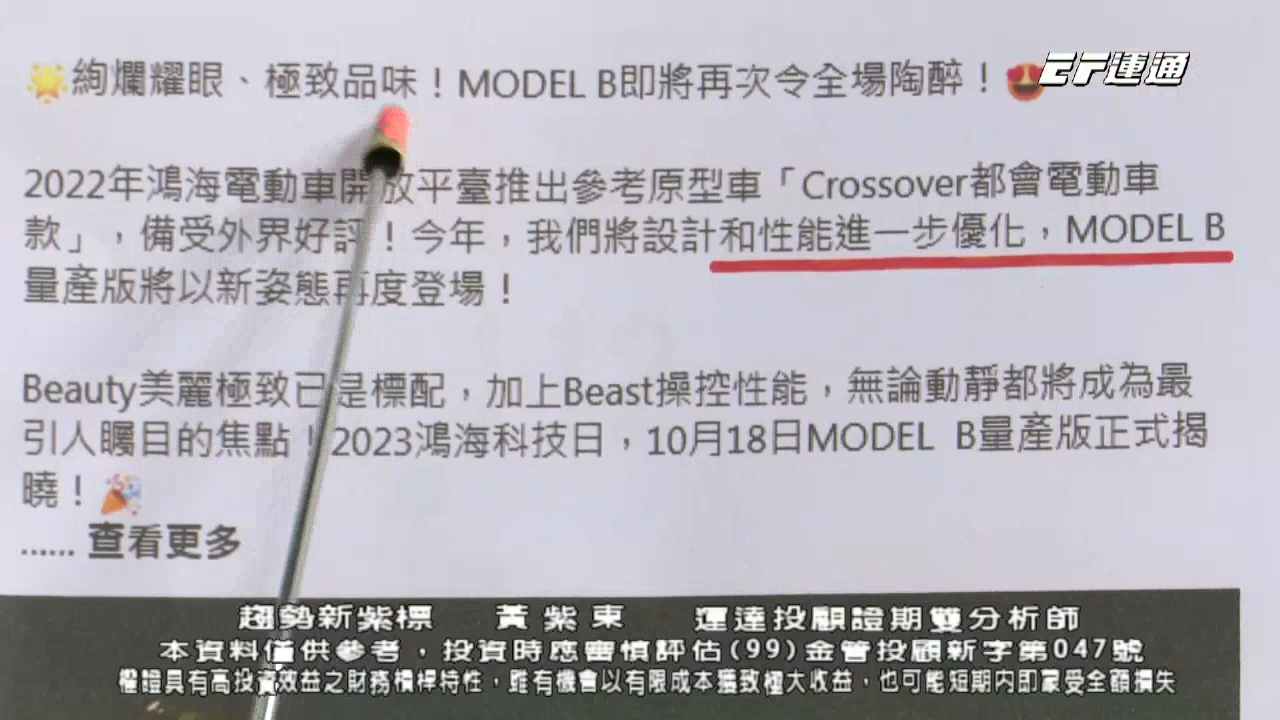 🌟絢爛耀眼、極致品味！MODEL B即將再次令全場陶醉！😍
EF運通
2022年鴻海電動車開放平臺推出參考原型車「Crossover都會電動車
款」，備受外界好評！今年，我們將設計和性能進一步優化，MODEL B
量產版將以新姿態再度登場！
Beauty美麗極致已是標配，加上Beast操控性能，無論動靜都將成為最
引人矚目的焦點！2023鴻海科技日，10月18日MODEL B量產版正式揭
曉！🎉
...... 查看更多
趨勢新紫標 黃紫東 運達投顧證期雙分析師
本資料僅供參考，投資時應審慎評估(99)金管投顧新字第047號
權證具有高投資效益之財務槓桿特性，雖有機會以有限成本獲致極大收益，也可能短期內即蒙受全額損失